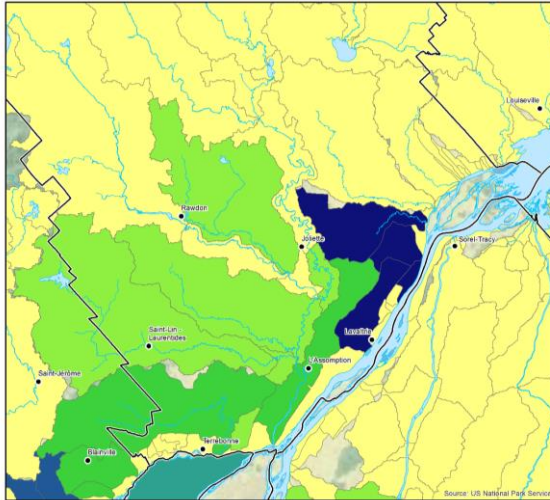 Louiseville
Rawdon
Joliette
Sorel-Tracy
Lavaltrie
Saint-Lin
Laurentides
L'Assomption
Saint-Jérôme
Terrebonne
Blainville
Source: US National Park Service